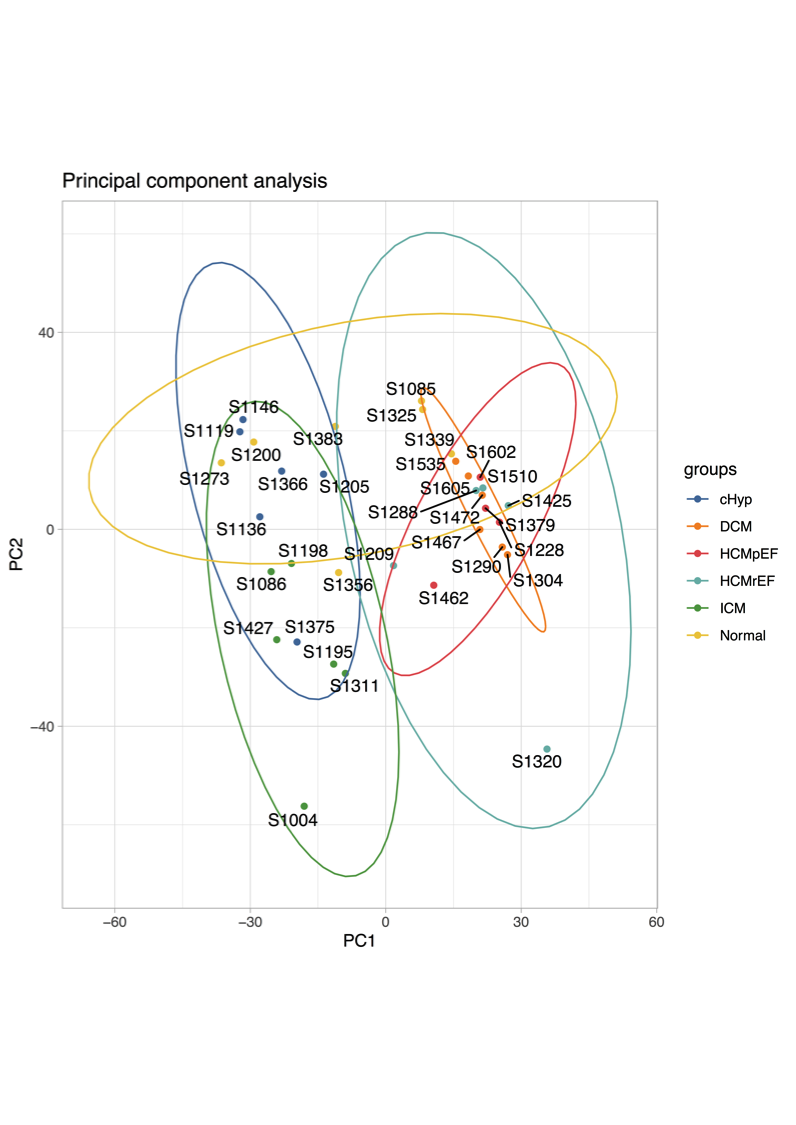 Principal component analysis
S1085
S1146
S1325
S1119
S1383
S1339
S1602
S1200
S1535
S1510
S1273
S1366
S1205
S1605
S1425
S1288
S1472
S1379
S1136
S1467
S1198
S1209
S1228
S1290
S1304
S1086
S1356
S1462
S1427
S1375
S1195
S1311
S1320
S1004
40
0
−40
PC2
−60
−30
0
30
60
PC1
groups
cHyp
DCM
HCMpEF
HCMrEF
ICM
Normal